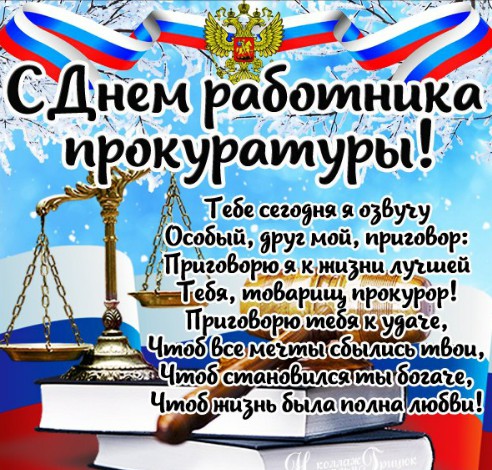 С Днем работника
прокуратуры!
Тебе сегодня я озвучу
Особый, друг мой, приговор:
Приговорю я к жизни лучшей
Тебя, товарищ прокурор!
Приговорю тебя к удаче,
Чтоб все мечты сбылись твои,
Чтоб становился ты богаче,
Чтоб жизнь была полна любви!